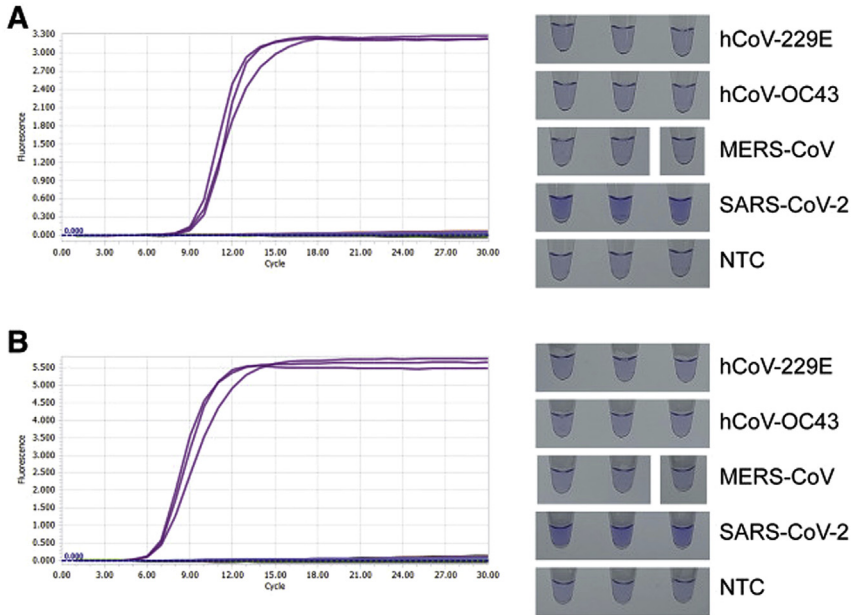 A
3.300
3.000
2.700
2.400
2.100
1.800
1.500
1.200
0.900
0.600
0.300
0.000
Fluorescence
0.000
0.00 3.00 6.00 9.00 12.00 15.00 18.00 21.00 24.00 27.00 30.00
Cycle
hCoV-229E
hCoV-OC43
MERS-CoV
SARS-CoV-2
NTC
B
5.500
5.000
4.500
4.000
3.500
3.000
2.500
2.000
1.500
1.000
0.500
0.000
Fluorescence
0.000
0.00 3.00 6.00 9.00 12.00 15.00 18.00 21.00 24.00 27.00 30.00
Cycle
hCoV-229E
hCoV-OC43
MERS-CoV
SARS-CoV-2
NTC